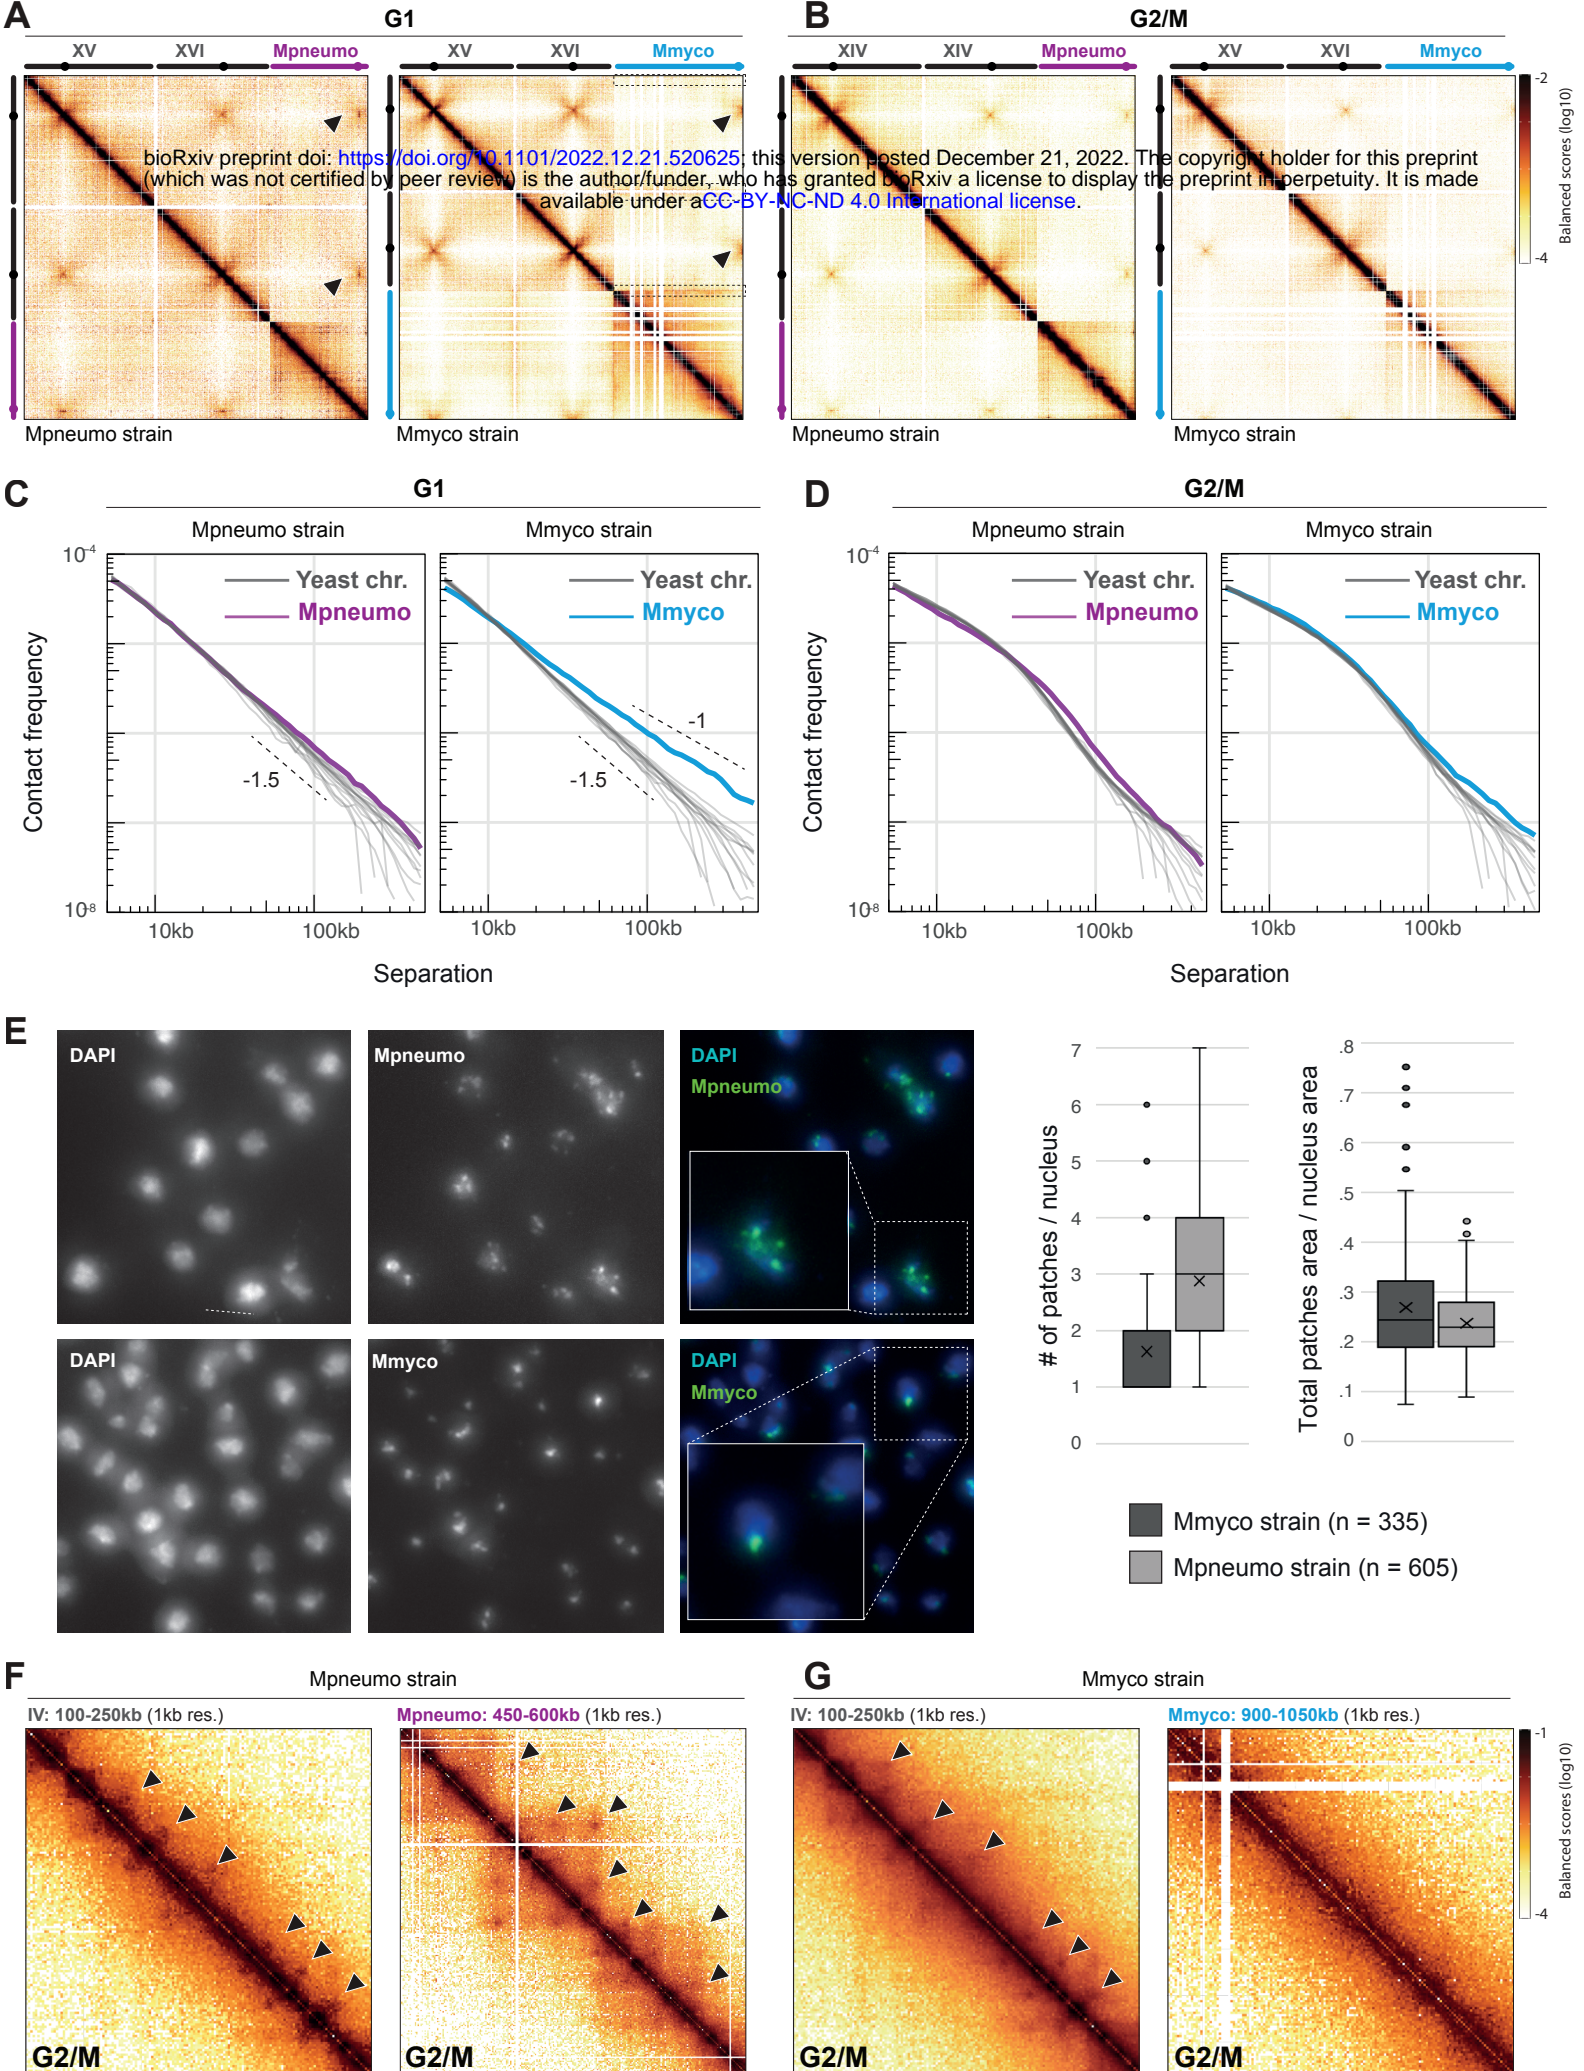 A
G1
B
G2/M
XV XVI Mpneumo
XV XVI Mmyco
XIV XIV Mpneumo
XV XVI Mmyco
-2
-4
Balanced scores (log10)
bioRxiv preprint doi: https://doi.org/10.1101/2022.12.21.520625; this version posted December 21, 2022. The copyright holder for this preprint
(which was not certified by peer review) is the author/funder, who has granted bioRxiv a license to display the preprint in perpetuity. It is made
available under aCC-BY-NC-ND 4.0 International license.
Mpneumo strain
Mmyco strain
Mpneumo strain
Mmyco strain
C
G1
D
G2/M
Mpneumo strain
Mmyco strain
Mpneumo strain
Mmyco strain
10-4
10-8
Contact frequency
Yeast chr.
Mpneumo
-1.5
10kb 100kb
Yeast chr.
Mmyco
-1
-1.5
10kb 100kb
Separation
10-4
10-8
Contact frequency
Yeast chr.
Mpneumo
10kb 100kb
Yeast chr.
Mmyco
10kb 100kb
Separation
E
DAPI
Mpneumo
DAPI
Mpneumo
DAPI
Mmyco
DAPI
Mmyco
# of patches / nucleus
7
6
5
4
3
2
1
0
Total patches area / nucleus area
.8
.7
.6
.5
.4
.3
.2
.1
0
Mmyco strain (n = 335)
Mpneumo strain (n = 605)
F
Mpneumo strain
G
Mmyco strain
IV: 100-250kb (1kb res.)
Mpneumo: 450-600kb (1kb res.)
IV: 100-250kb (1kb res.)
Mmyco: 900-1050kb (1kb res.)
-1
-4
Balanced scores (log10)
G2/M
G2/M
G2/M
G2/M